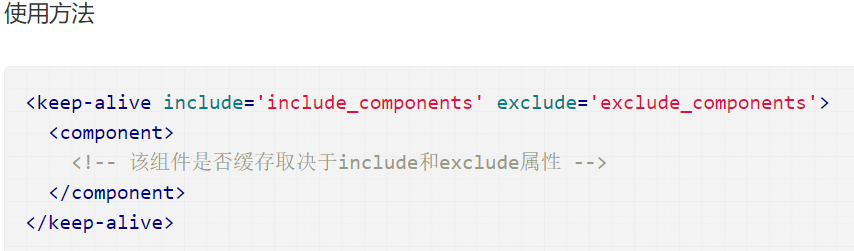 使用方法
<keep-alive include='include_components' exclude='exclude_components'>
  <component>
    <!-- 该组件是否缓存取决于include和exclude属性 -->
  </component>
</keep-alive>